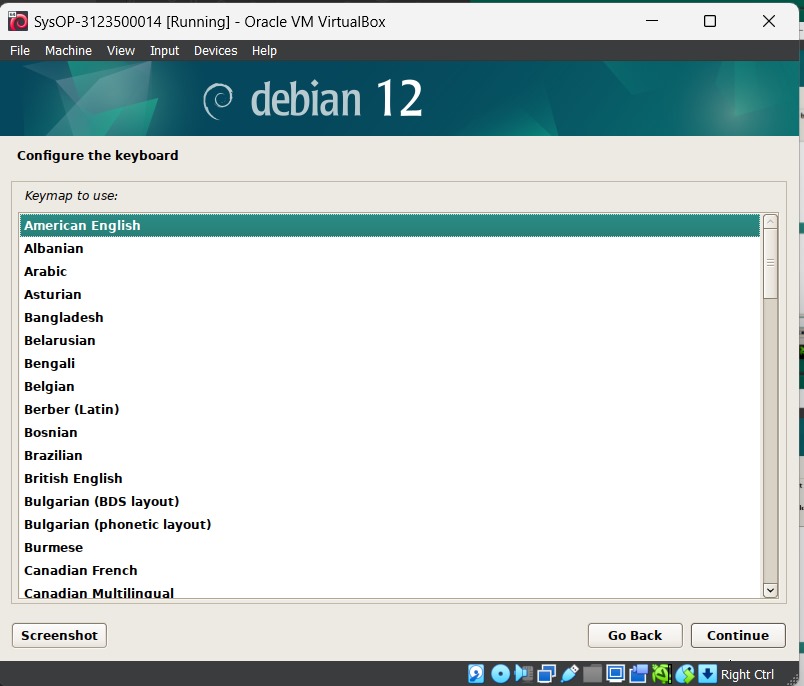 SysOP-3123500014 [Running] - Oracle VM VirtualBox
File Machine View Input Devices Help
debian 12
Configure the keyboard
Keymap to use:
American English
Albanian
Arabic
Asturian
Bangladesh
Belarusian
Bengali
Belgian
Berber (Latin)
Bosnian
Brazilian
British English
Bulgarian (BDS layout)
Bulgarian (phonetic layout)
Burmese
Canadian French
Canadian Multilingual
Screenshot Go Back Continue
Right Ctrl